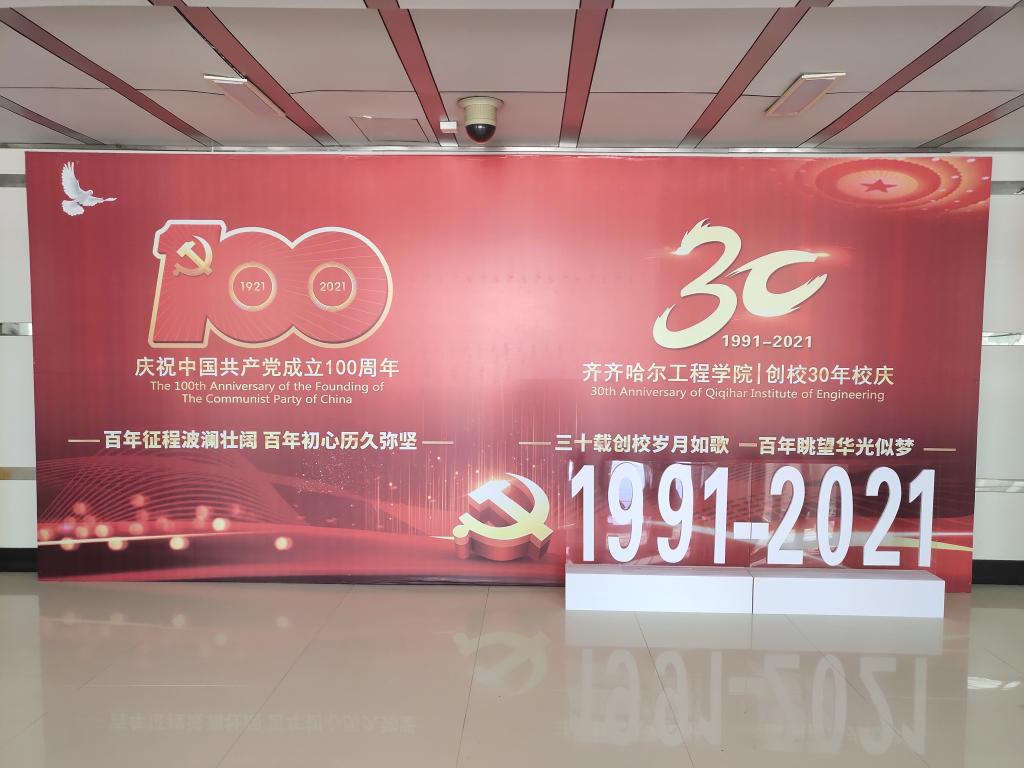 100
1921
2021
庆祝中国共产党成立100周年
The 100th Anniversary of the Founding of
The Communist Party of China
百年征程波澜壮阔 百年初心历久弥坚
30
1991-2021
齐齐哈尔工程学院|创校30年校庆
30th Anniversary of Qiqihar Institute of Engineering
三十载创校岁月如歌 一百年眺望华光似梦
1991-2021